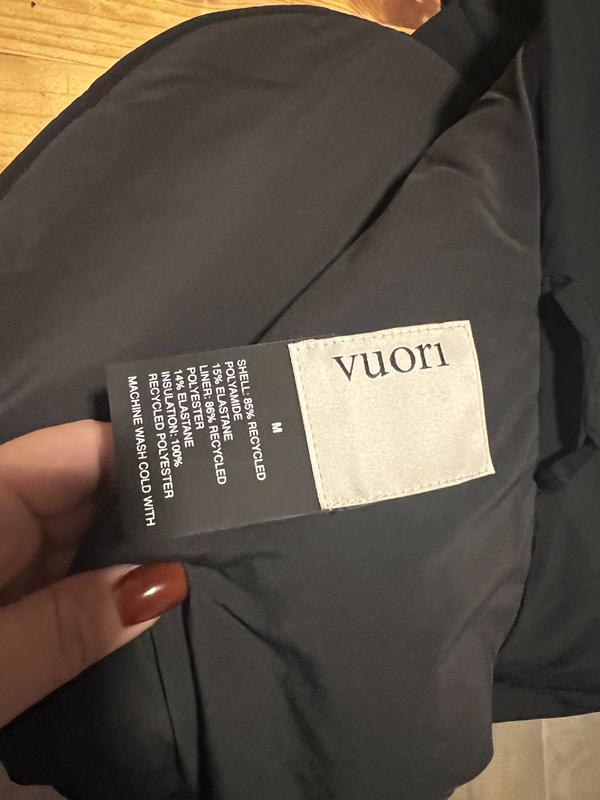 vuori
M
SHELL: 85% RECYCLED
POLYAMIDE
15% ELASTANE
LINER: 86% RECYCLED
POLYESTER
14% ELASTANE
INSULATION: 100%
RECYCLED POLYESTER
MACHINE WASH COLD WITH